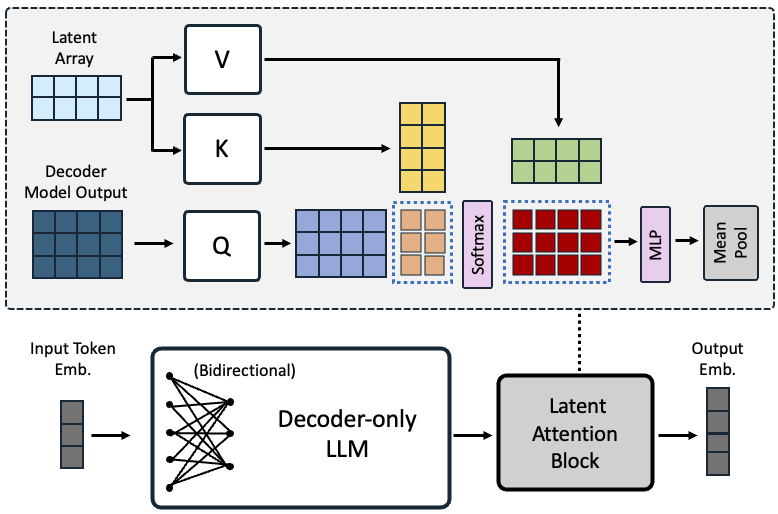 Latent
Array
V
K
Decoder
Model Output
Q
Softmax
MLP
Mean
Pool
Input Token
Emb.
(Bidirectional)
Decoder-only
LLM
Latent
Attention
Block
Output
Emb.